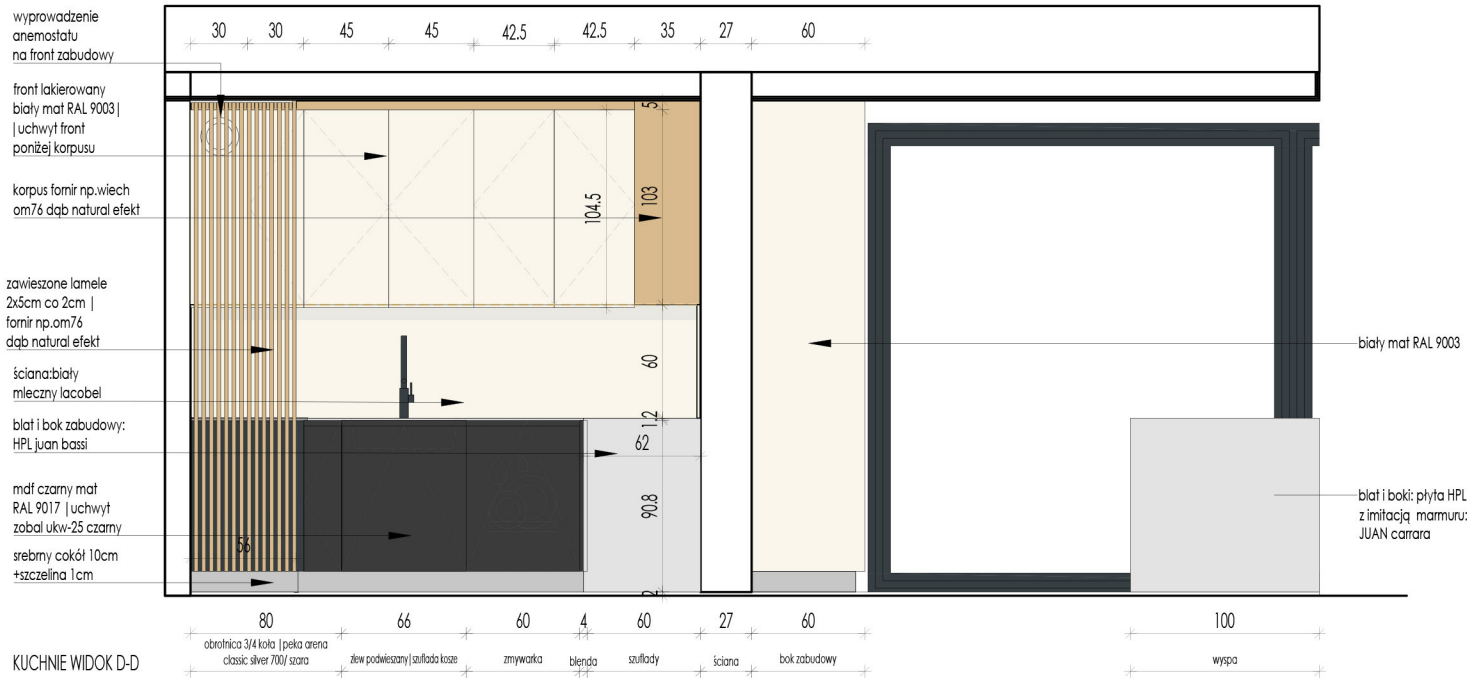 wyprowadzenie
anemostatu
na front zabudowy
front lakierowany
biały mat RAL 9003 |
| uchwyt front
poniżej korpusu
korpus fornir np.wiech
om76 dąb natural efekt
zawieszone lamele
2x5cm co 2cm |
fornir np.om76
dąb natural efekt
ściana:biały
mleczny lacobel
blat i bok zabudowy:
HPL juan bassi
mdf czarny mat
RAL 9017 | uchwyt
zobal ukw-25 czarny
srebrny cokół 10cm
+szczelina 1cm
30 30 45 45 42.5 42.5 35 27 60
5
104.5 103
60
1.2
62
90.8
56
2
biały mat RAL 9003
blat i boki: płyta HPL
z imitacją marmuru:
JUAN carrara
80 66 60 4 60 27 60 100
obrotnica 3/4 koła | peka arena
classic silver 700/ szara
zlew podwieszany | szuflada kosze
zmywarka
blenda
szuflady
ściana
bok zabudowy
wyspa
KUCHNIE WIDOK D-D